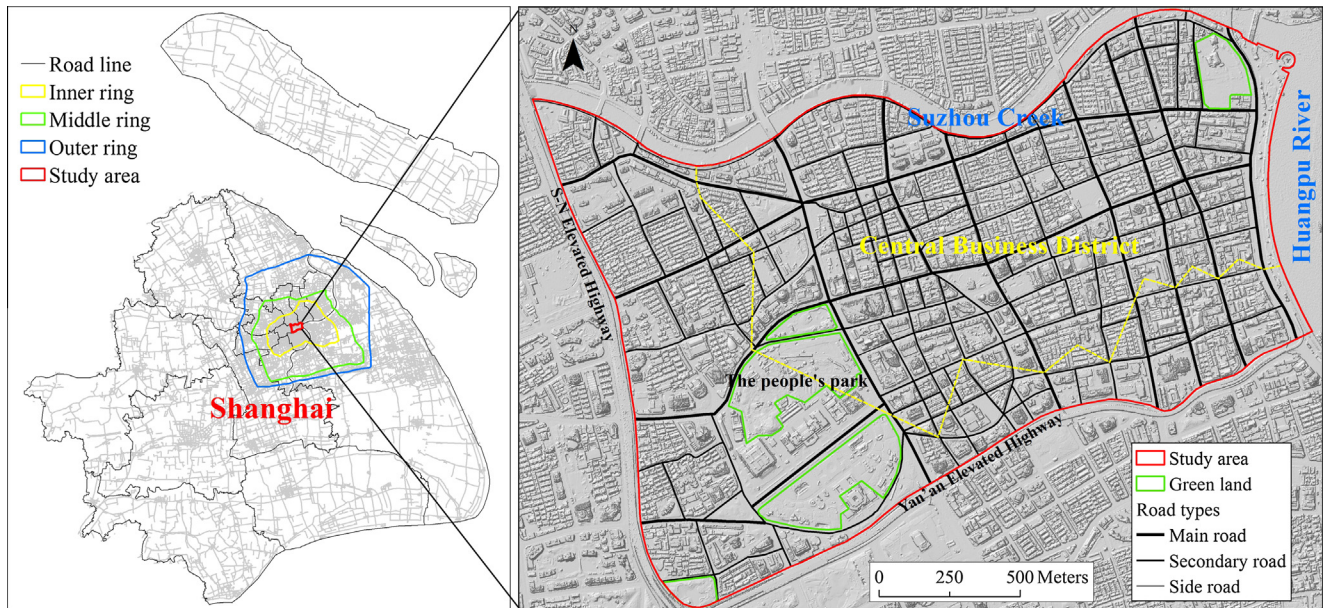 Road line
Inner ring
Middle ring
Outer ring
Study area
Shanghai
Suzhou Creek
Huangpu River
S-N Elevated Highway
Central Business District
The people's park
Yan'an Elevated Highway
Study area
Green land
Road types
Main road
Secondary road
Side road
0 250 500 Meters